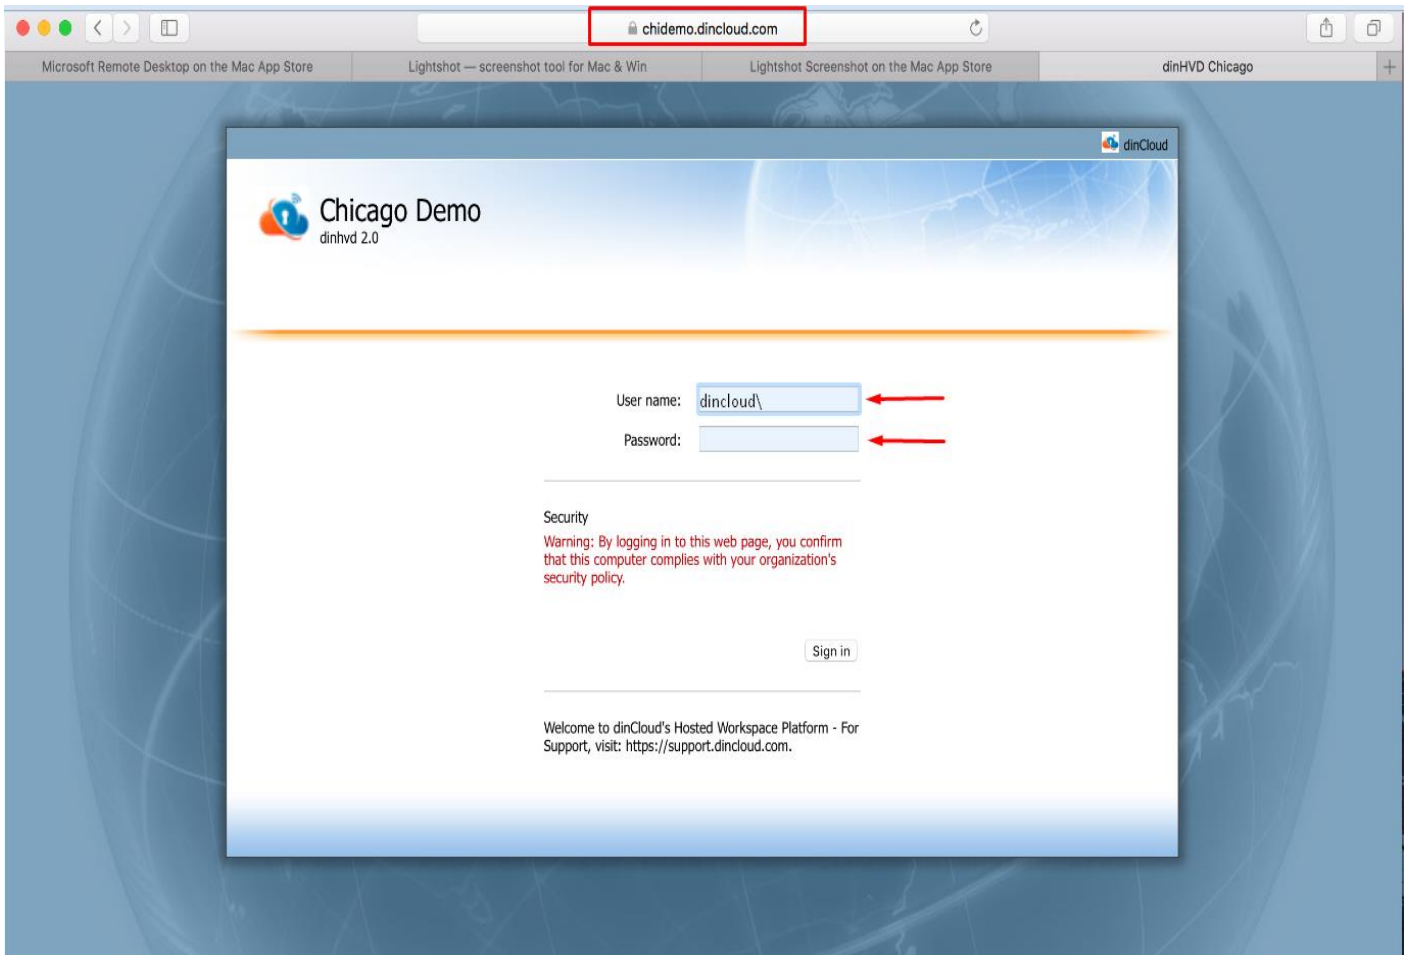 chidemo.dincloud.com
Microsoft Remote Desktop on the Mac App Store
Lightshot — screenshot tool for Mac & Win
Lightshot Screenshot on the Mac App Store
dinHVD Chicago
dinCloud
Chicago Demo
dinhvd 2.0
User name:
dincloud\
Password:
Security
Warning: By logging in to this web page, you confirm
that this computer complies with your organization's
security policy.
Sign in
Welcome to dinCloud's Hosted Workspace Platform - For
Support, visit: https://support.dincloud.com.